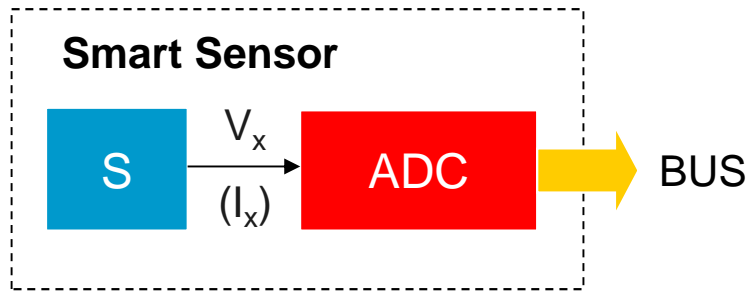 Smart Sensor
S
Vx
(Ix)
ADC
BUS